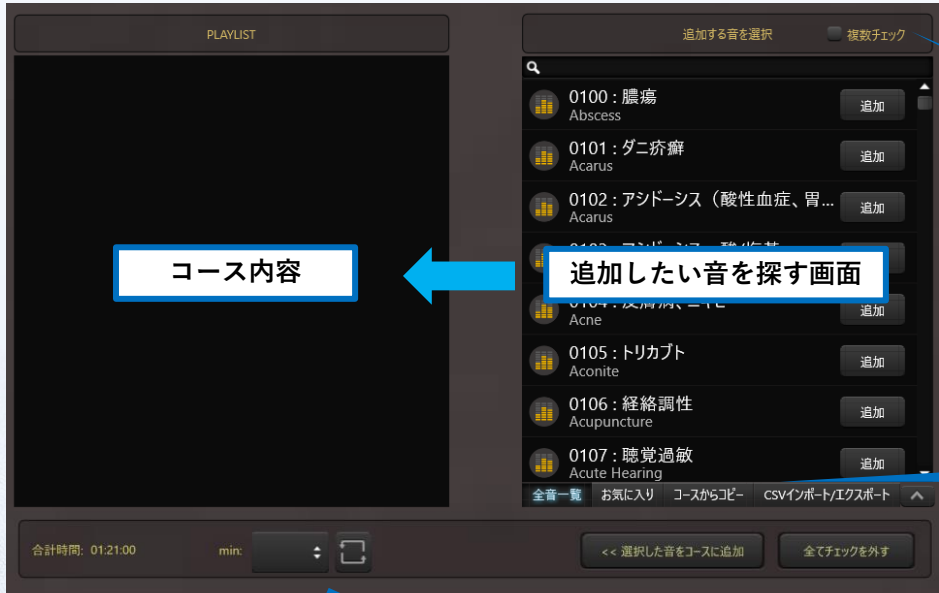 PLAYLIST
追加する音を選択
複数チェック
0100 : 膿瘍
Abscess
追加
0101 : ダニ疥癬
Acarus
追加
0102 : アシドーシス（酸性血症、胃...
Acarus
追加
コース内容
追加したい音を探す画面
Acne
追加
0105 : トリカブト
Aconite
追加
0106 : 経絡調性
Acupuncture
追加
0107 : 聴覚過敏
Acute Hearing
追加
全音一覧 お気に入り コースからコピー CSVインポート/エクスポート
合計時間: 01:21:00 min:
<< 選択した音をコースに追加
全てチェックを外す